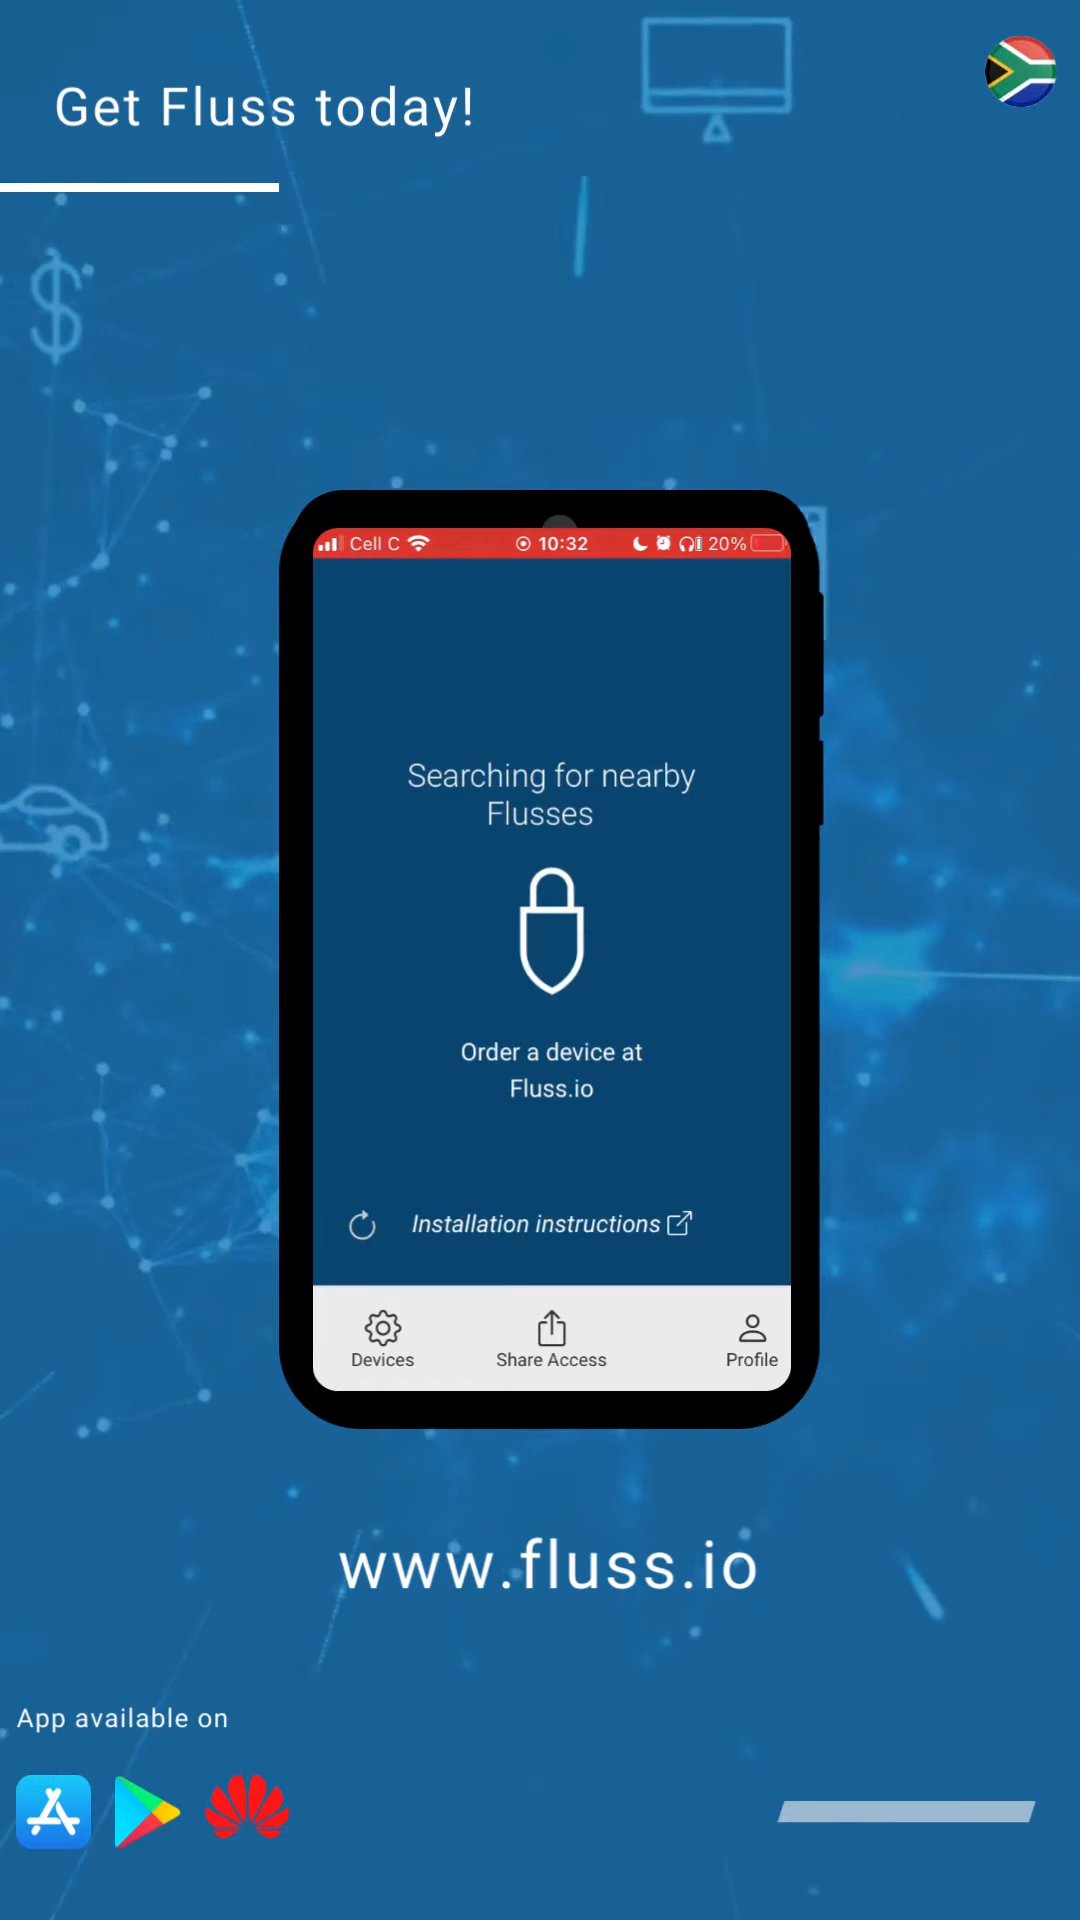 Get Fluss today!
Cell C 10:32 20%
Searching for nearby
Flusses
Order a device at
Fluss.io
Installation instructions
Devices Share Access Profile
www.fluss.io
App available on